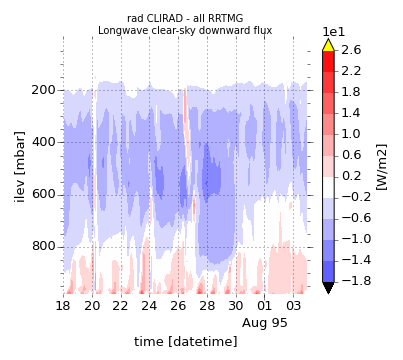 rad CLIRAD - all RRTMG
Longwave clear-sky downward flux
1e1
2.6
2.2
1.8
1.4
1.0
0.6
0.2
−0.2
−0.6
−1.0
−1.4
−1.8
[W/m2]
ilev [mbar]
200
400
600
800
18 20 22 24 26 28 30 01 03
Aug 95
time [datetime]